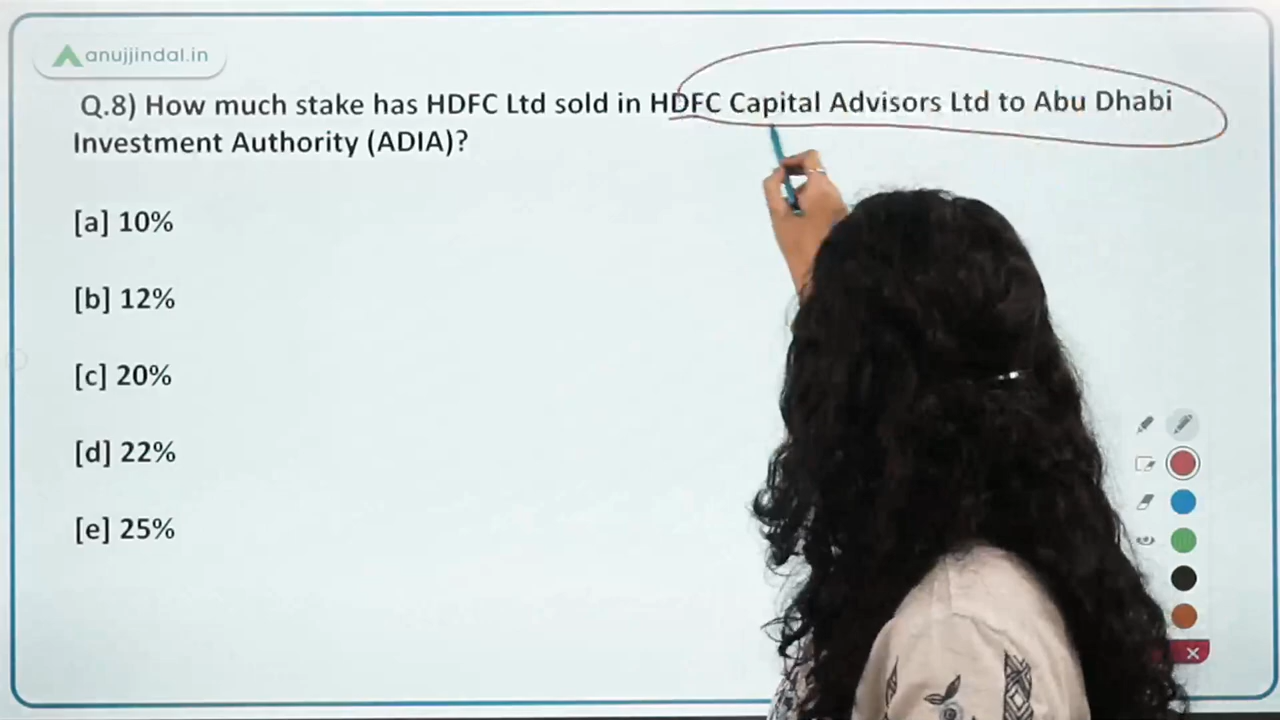 anujjindal.in
Q.8) How much stake has HDFC Ltd sold in HDFC Capital Advisors Ltd to Abu Dhabi
Investment Authority (ADIA)?
[a] 10%
[b] 12%
[c] 20%
[d] 22%
[e] 25%